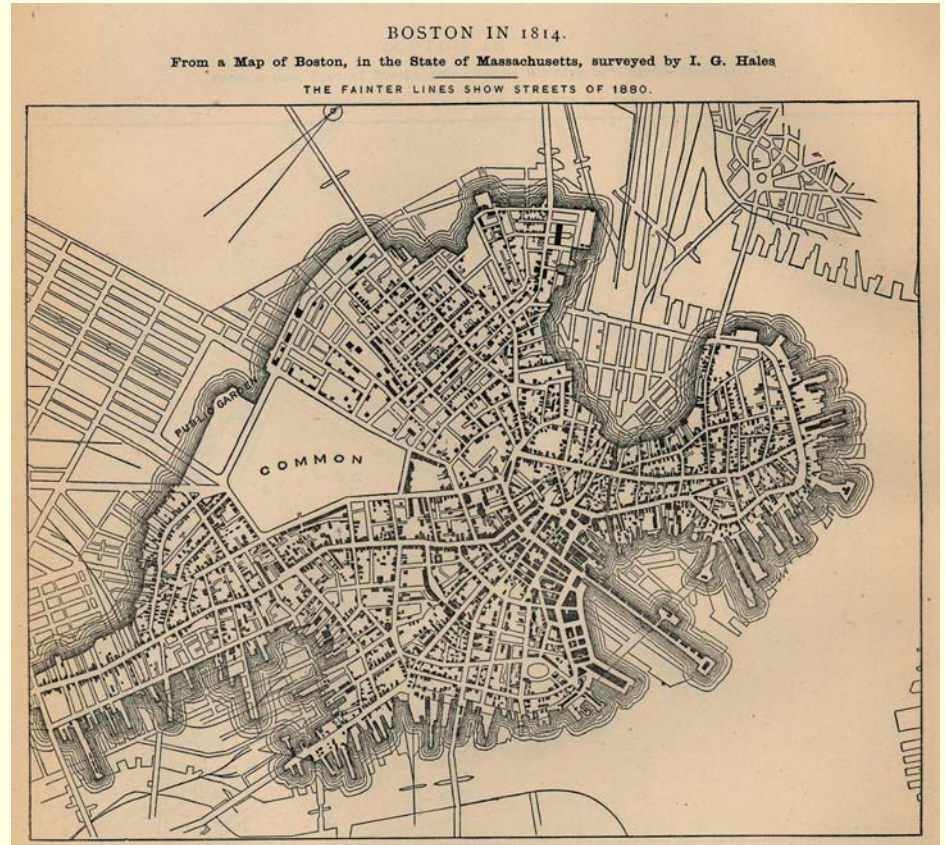 BOSTON IN 1814.
From a Map of Boston, in the State of Massachusetts, surveyed by I. G. Hales
THE FAINTER LINES SHOW STREETS OF 1880.
PUBLIC GARDEN
COMMON